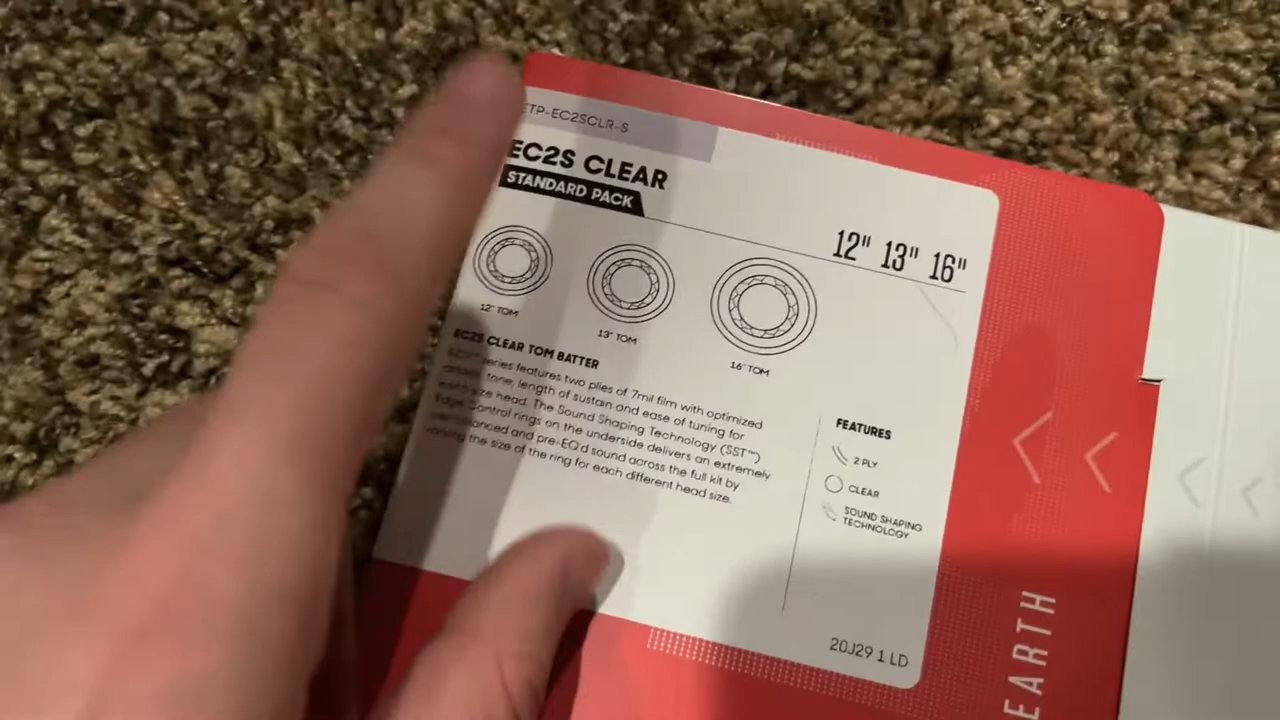 ETP-EC2SCLR-S
EC2S CLEAR
STANDARD PACK
12" 13" 16"
12" TOM
13" TOM
16" TOM
EC2S CLEAR TOM BATTER
series features two plies of 7mil film with optimized
tone, length of sustain and ease of tuning for
size head. The Sound Shaping Technology (SST™)
Edge Control rings on the underside delivers an extremely
balanced and pre-EQ'd sound across the full kit by
varying the size of the ring for each different head size.
FEATURES
2 PLY
CLEAR
SOUND SHAPING
TECHNOLOGY
20J29 1 LD
EARTH